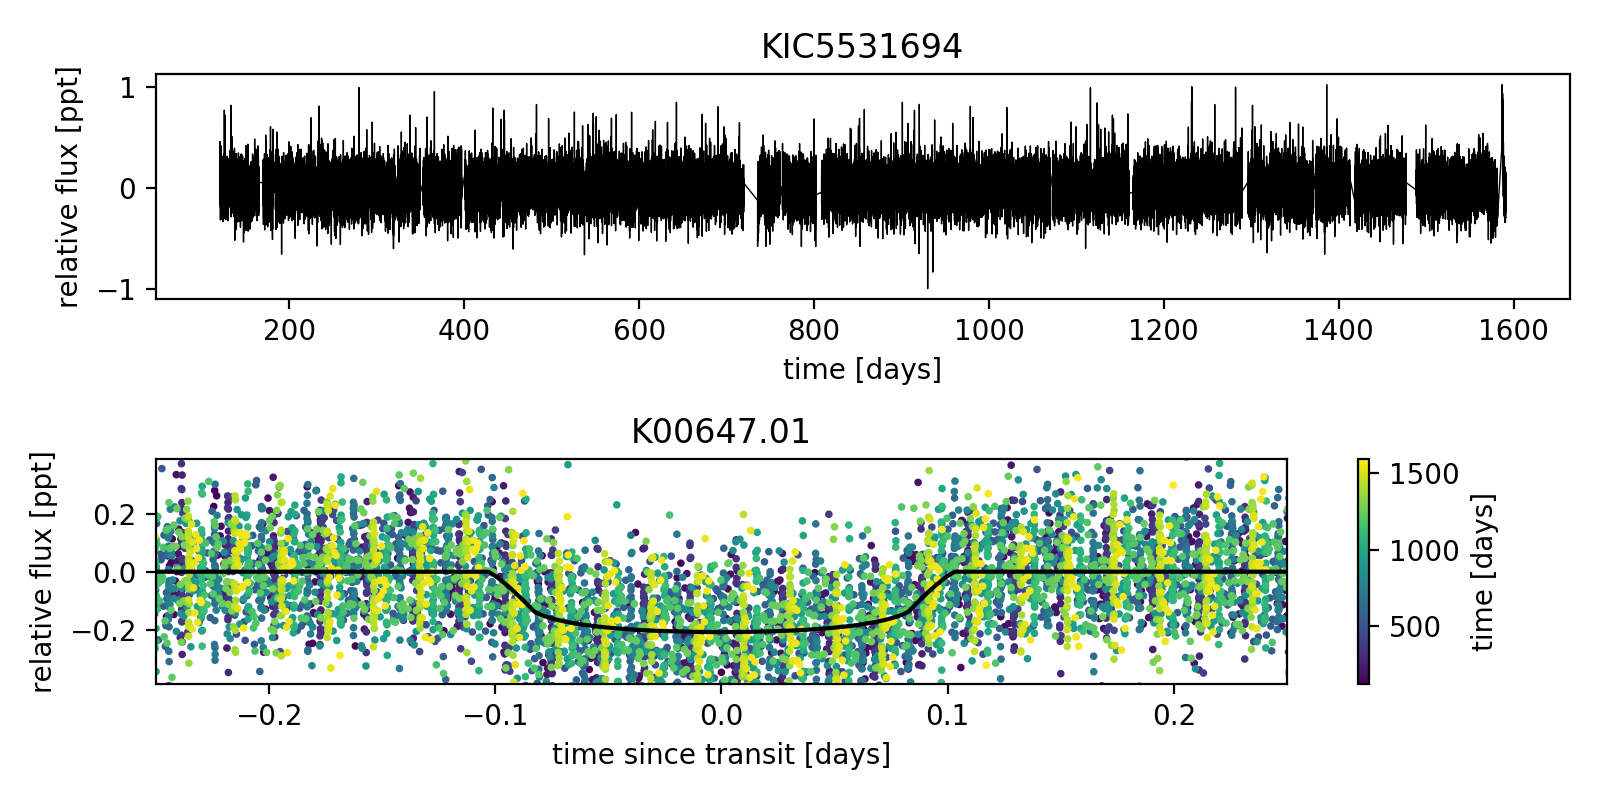 KIC5531694
relative flux [ppt]
1
0
−1
200 400 600 800 1000 1200 1400 1600
time [days]
K00647.01
relative flux [ppt]
0.2
0.0
−0.2
−0.2 −0.1 0.0 0.1 0.2
time since transit [days]
1500
1000
500
time [days]